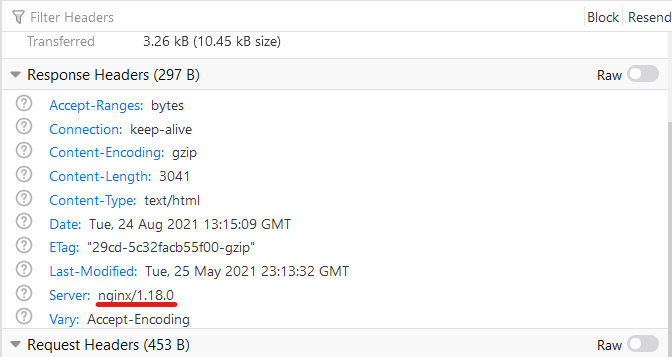 Filter Headers Block Resend
Transferred 3.26 kB (10.45 kB size)
Response Headers (297 B) Raw
Accept-Ranges: bytes
Connection: keep-alive
Content-Encoding: gzip
Content-Length: 3041
Content-Type: text/html
Date: Tue, 24 Aug 2021 13:15:09 GMT
ETag: "29cd-5c32facb55f00-gzip"
Last-Modified: Tue, 25 May 2021 23:13:32 GMT
Server: nginx/1.18.0
Vary: Accept-Encoding
Request Headers (453 B) Raw